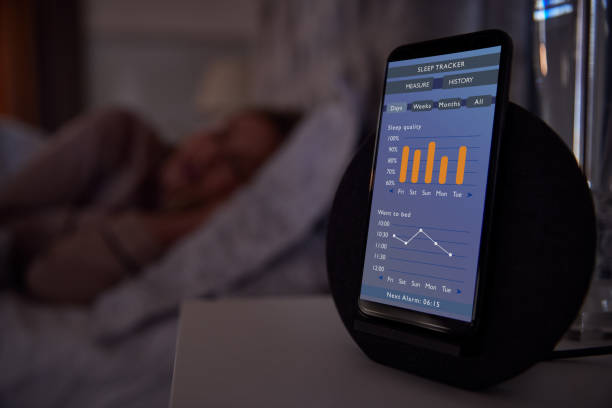 SLEEP TRACKER
MEASURE HISTORY
Days Weeks Months All
Sleep quality
100%
90%
80%
70%
60%
Fri Sat Sun Mon Tue
Want to bed
10:00
10:30
11:00
11:30
12:00
Fri Sat Sun Mon Tue
Next Alarm: 06:15